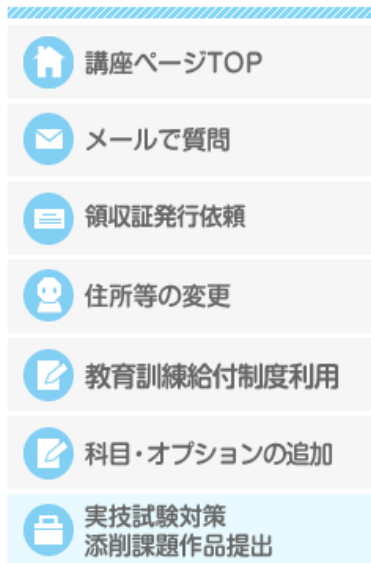 講座ページTOP
メールで質問
領収証発行依頼
住所等の変更
教育訓練給付制度利用
科目・オプションの追加
実技試験対策
添削課題作品提出